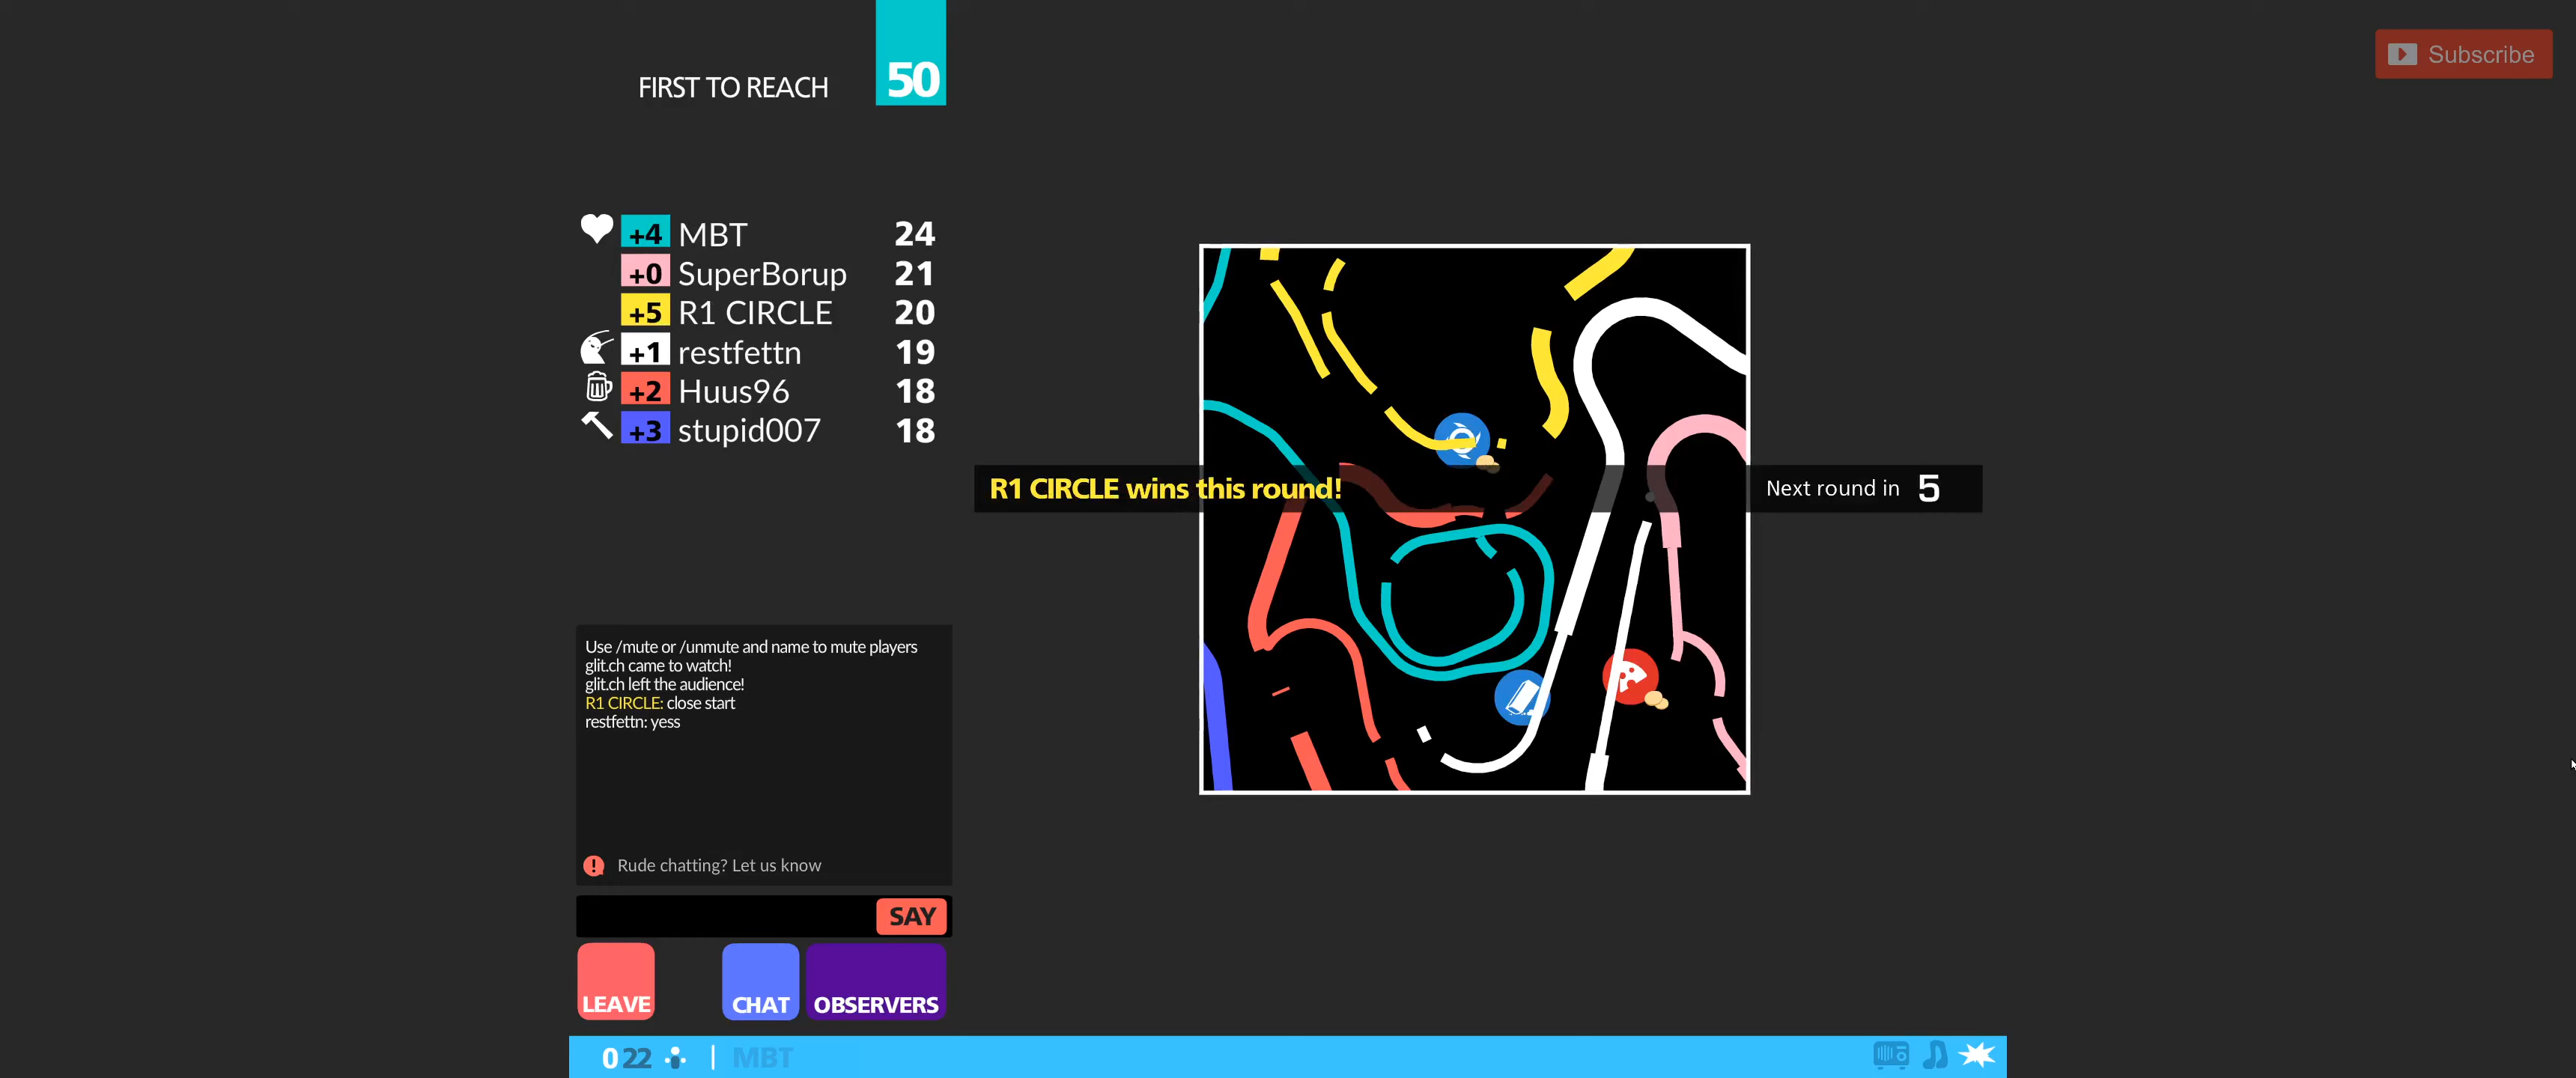 FIRST TO REACH 50
Subscribe
+4 MBT 24
+0 SuperBorup 21
+5 R1 CIRCLE 20
+1 restfettn 19
+2 Huus96 18
+3 stupid007 18
R1 CIRCLE wins this round!
Next round in 5
Use /mute or /unmute and name to mute players
glit.ch came to watch!
glit.ch left the audience!
R1 CIRCLE: close start
restfettn: yess
Rude chatting? Let us know
SAY
LEAVE
CHAT
OBSERVERS
022 | MBT